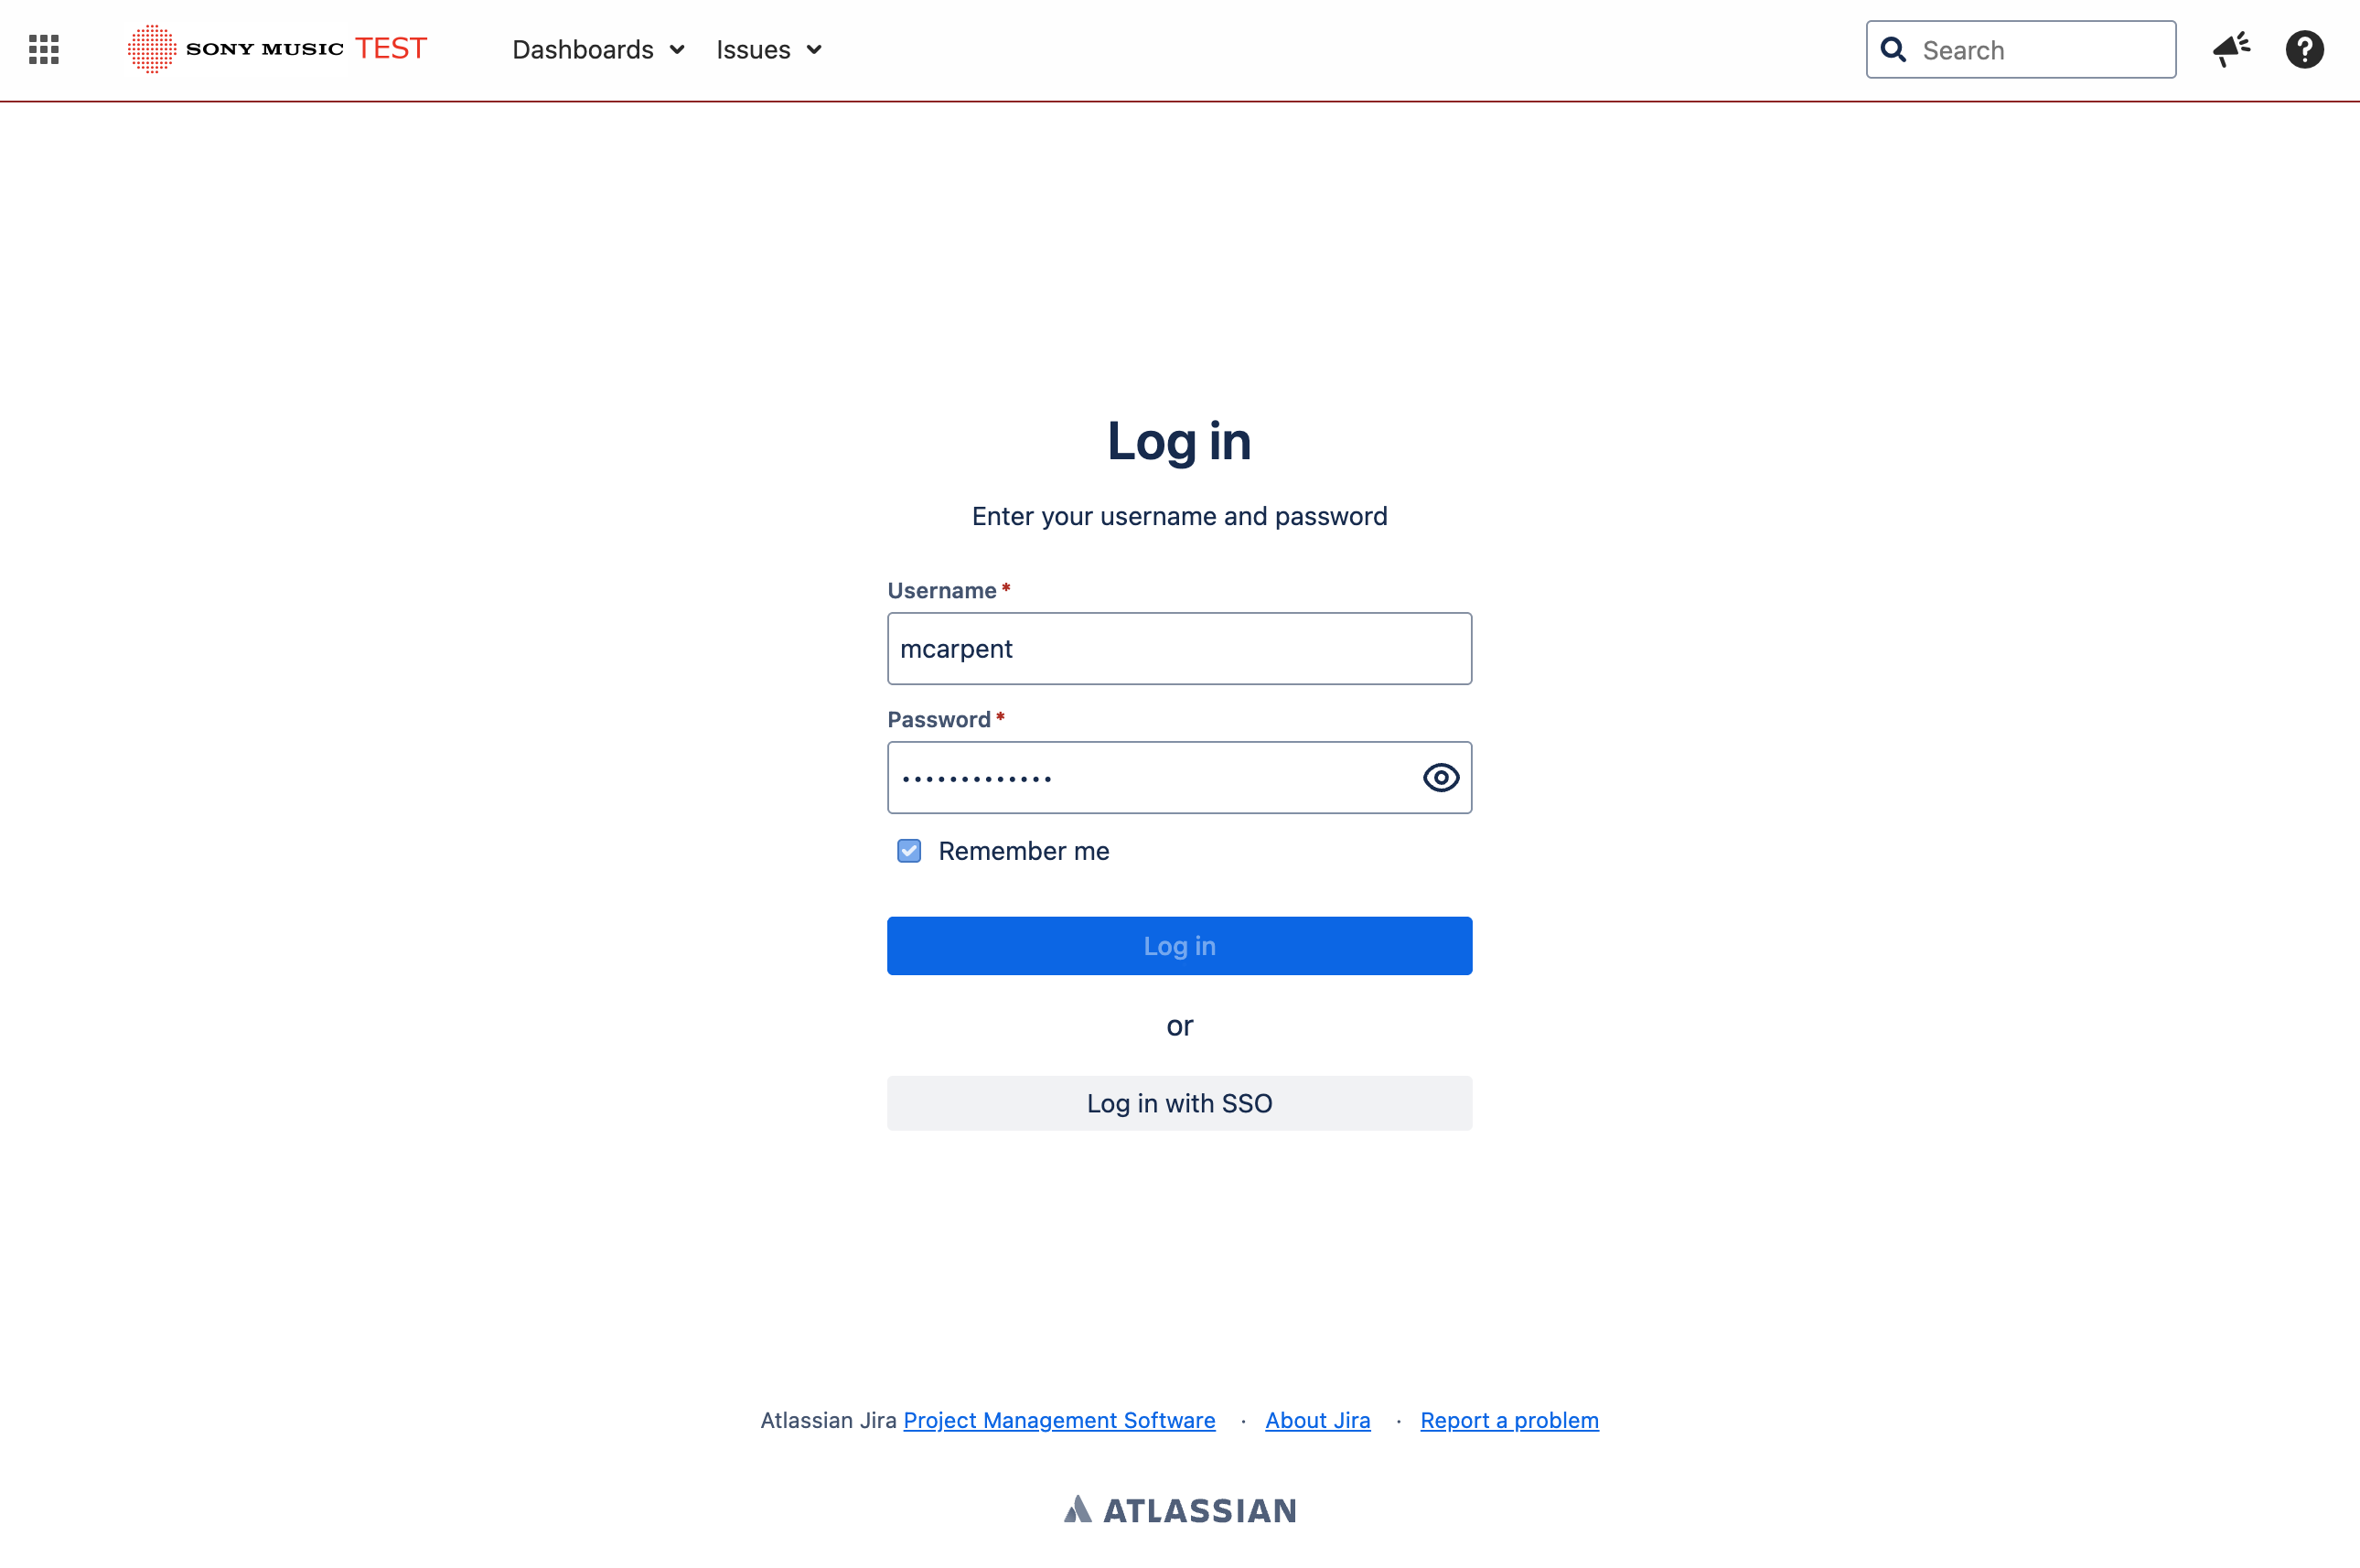 SONY MUSIC TEST Dashboards Issues Search
Log in
Enter your username and password
Username *
mcarpent
Password *
•••••••••••••
Remember me
Log in
or
Log in with SSO
Atlassian Jira Project Management Software · About Jira · Report a problem
ATLASSIAN